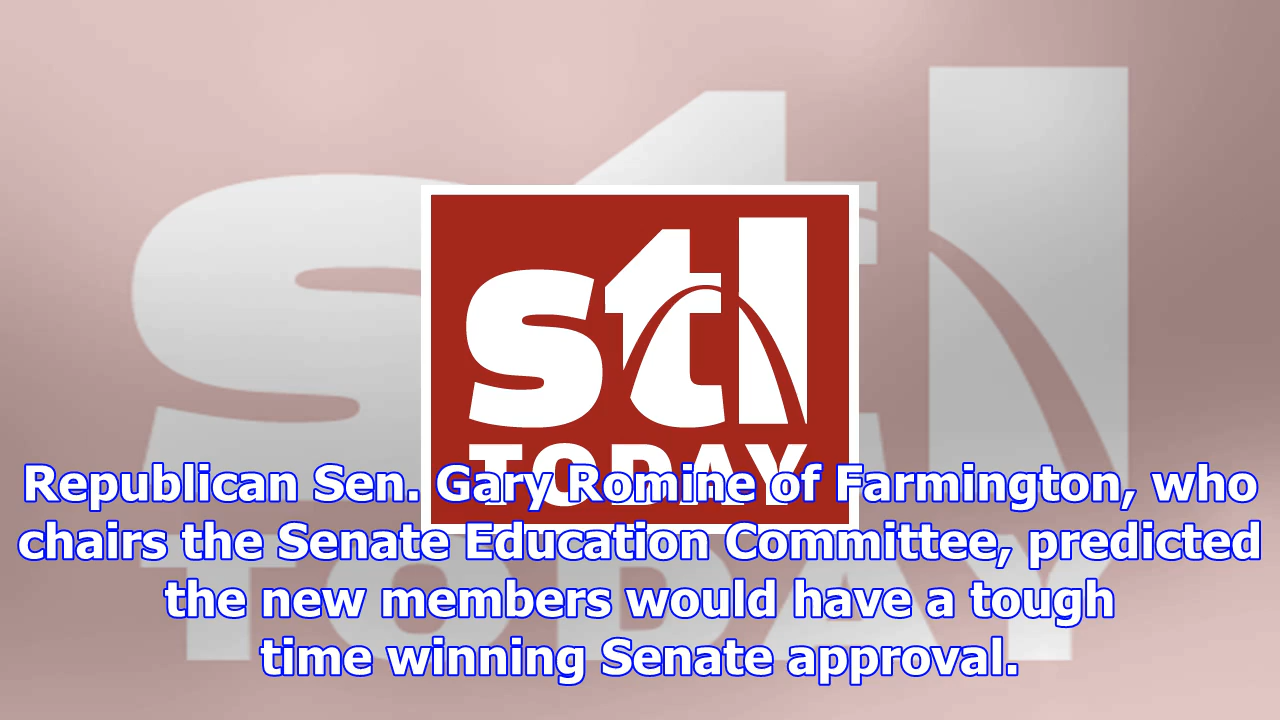 stl
TODAY
Republican Sen. Gary Romine of Farmington, who
chairs the Senate Education Committee, predicted
the new members would have a tough
time winning Senate approval.